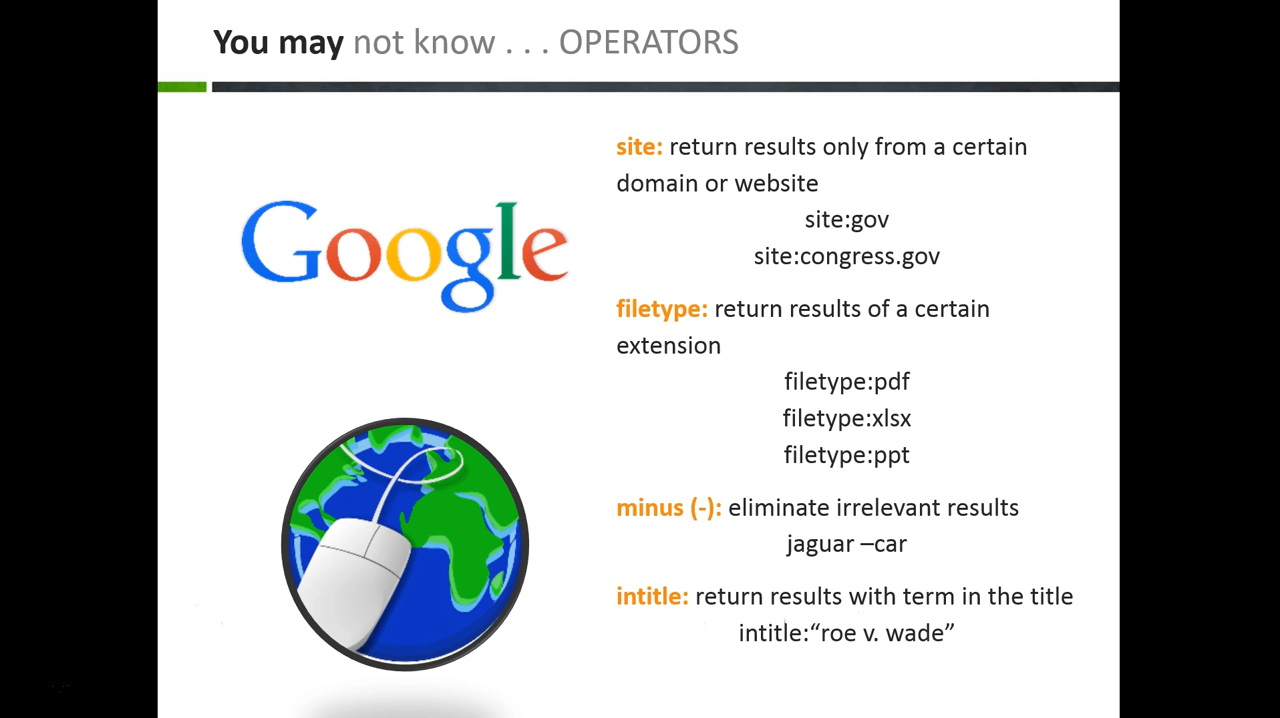 You may not know . . . OPERATORS
Google
site: return results only from a certain
domain or website
site:gov
site:congress.gov
filetype: return results of a certain
extension
filetype:pdf
filetype:xlsx
filetype:ppt
minus (-): eliminate irrelevant results
jaguar –car
intitle: return results with term in the title
intitle:“roe v. wade”